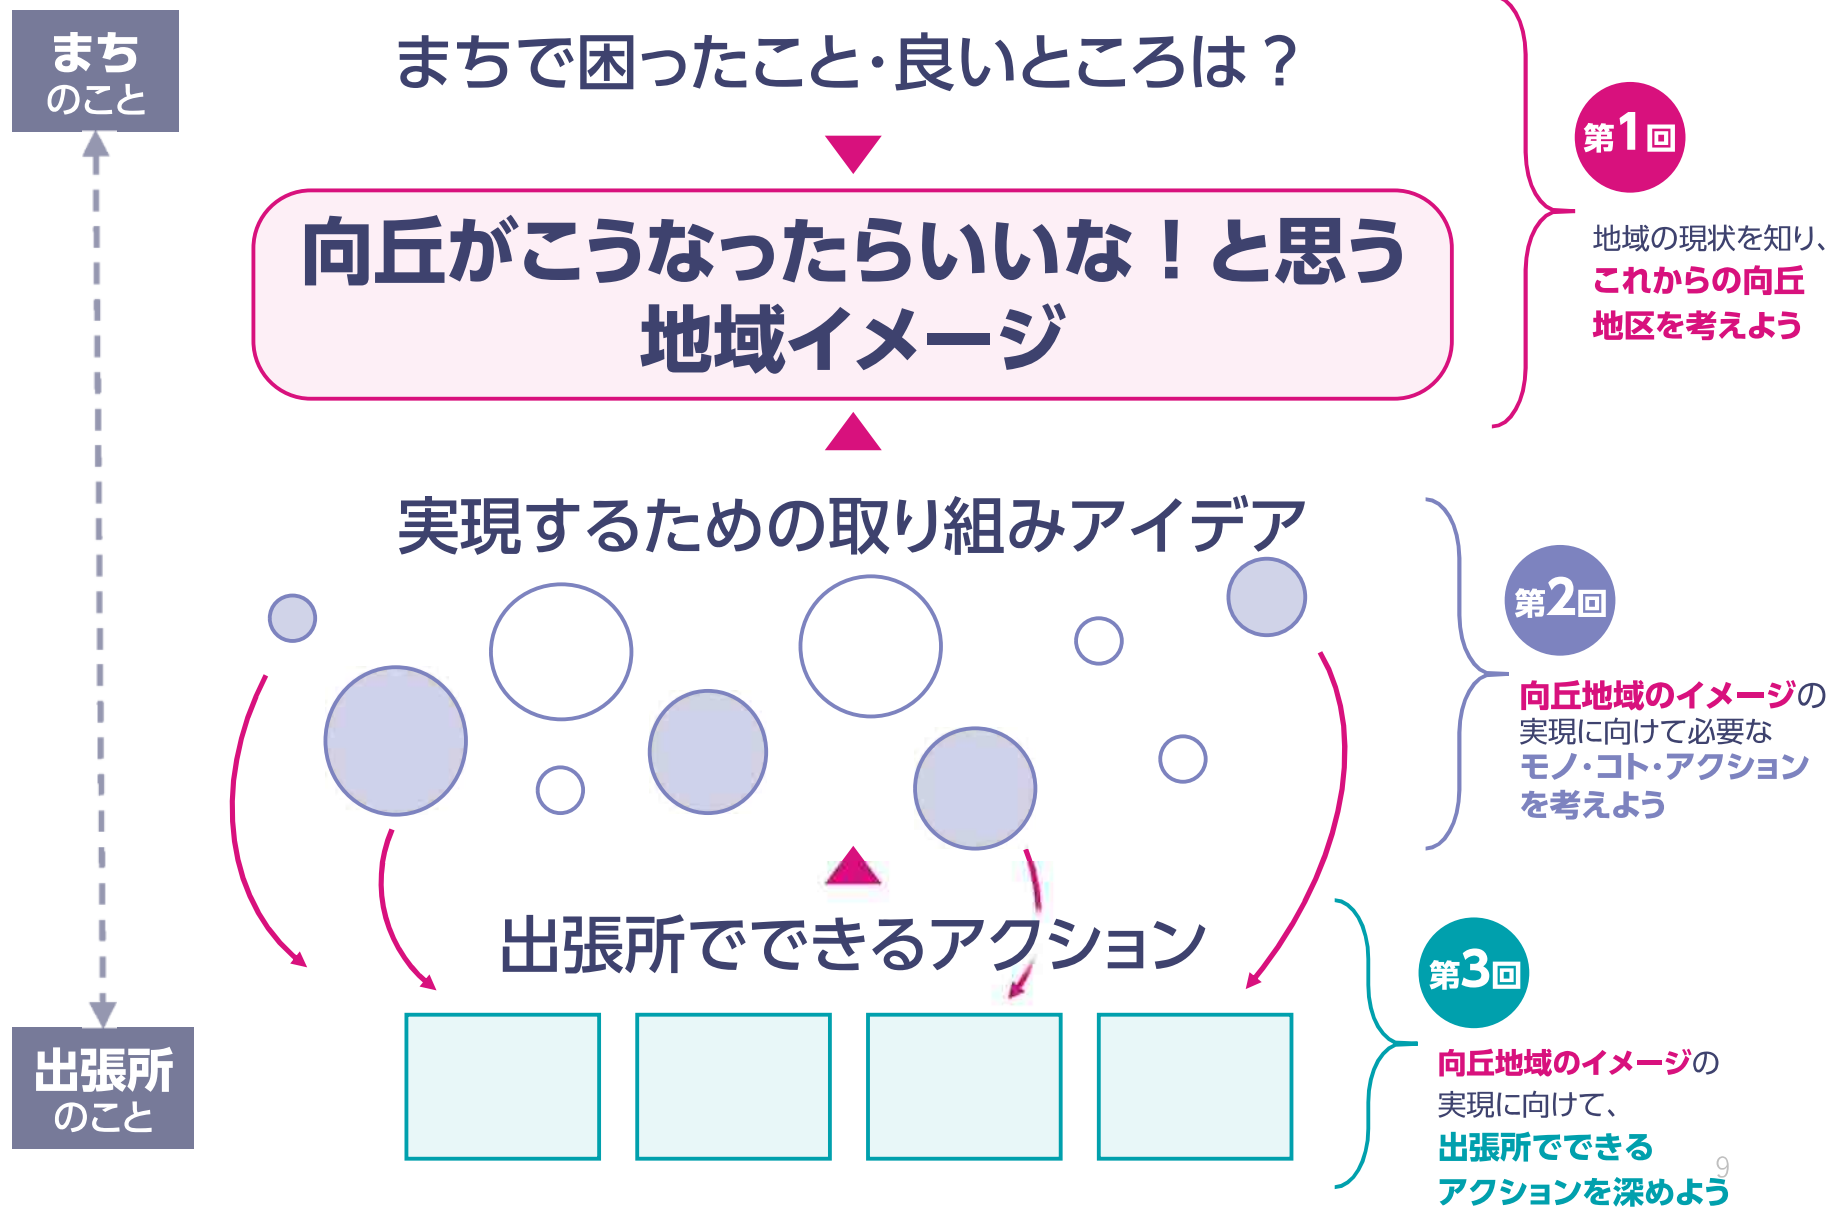 まち
のこと
まちで困ったこと・良いところは？
向丘がこうなったらいいな！と思う
地域イメージ
第1回
地域の現状を知り、
これからの向丘
地区を考えよう
実現するための取り組みアイデア
第2回
向丘地域のイメージの
実現に向けて必要な
モノ・コト・アクション
を考えよう
出張所でできるアクション
第3回
向丘地域のイメージの
実現に向けて、
出張所でできる
アクションを深めよう
出張所
のこと
9